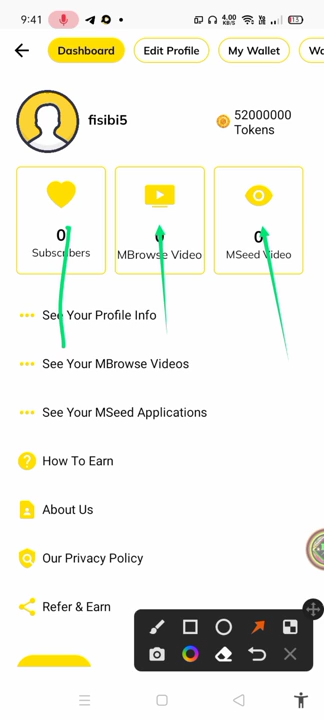 9:41
4.00
KB/S
15
Dashboard
Edit Profile
My Wallet
fisibi5
52000000
Tokens
0
0
0
Subscribers
MBrowse Video
MSeed Video
See Your Profile Info
See Your MBrowse Videos
See Your MSeed Applications
How To Earn
About Us
Our Privacy Policy
Refer & Earn